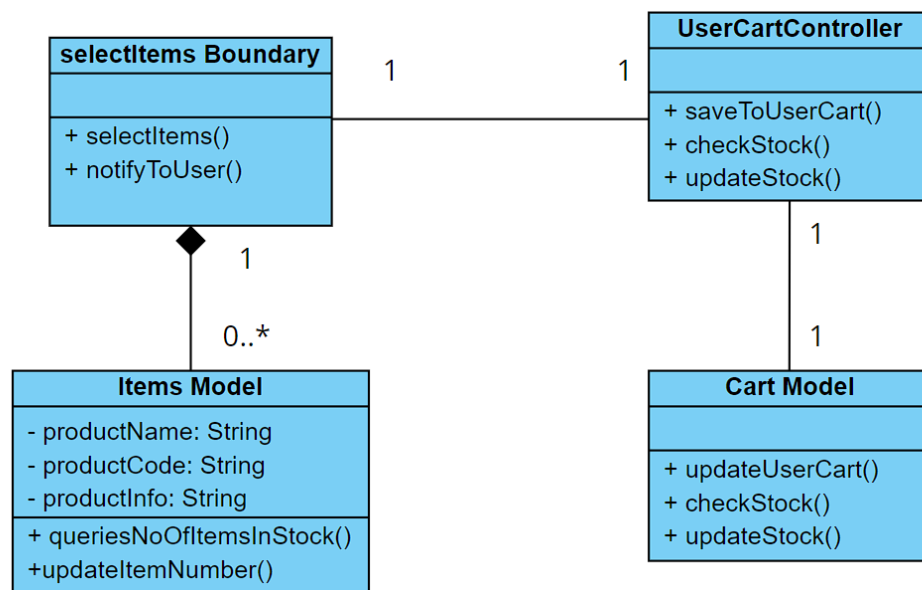 selectItems Boundary
+ selectItems()
+ notifyToUser()
1
1
UserCartController
+ saveToUserCart()
+ checkStock()
+ updateStock()
1
0..*
1
1
Items Model
- productName: String
- productCode: String
- productInfo: String
+ queriesNoOfItemsInStock()
+updateItemNumber()
Cart Model
+ updateUserCart()
+ checkStock()
+ updateStock()